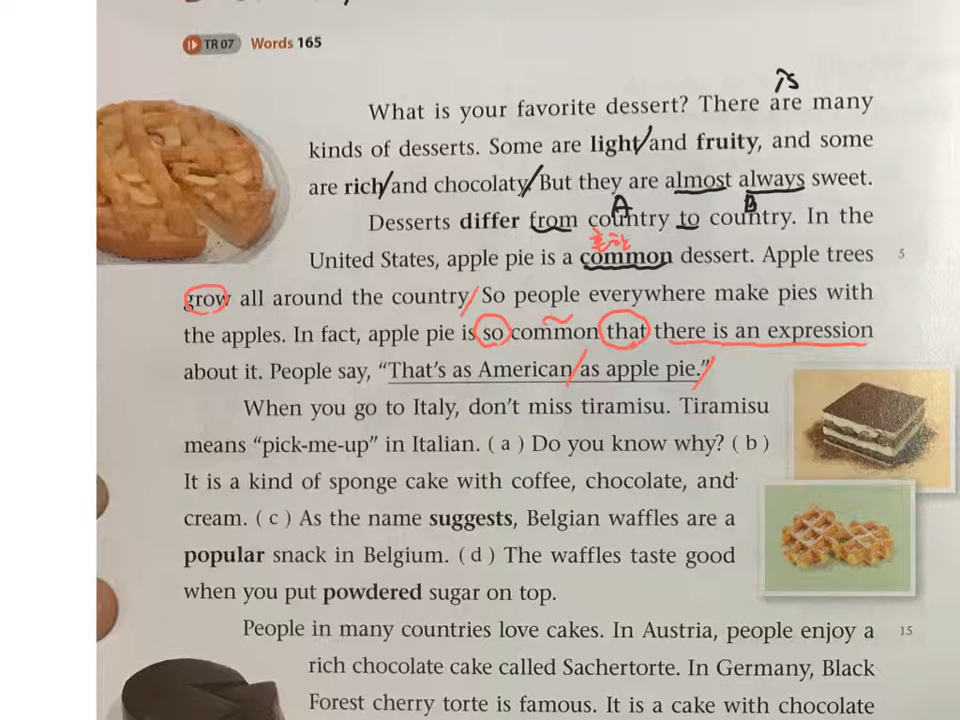 TR 07 Words 165
is
What is your favorite dessert? There are many
kinds of desserts. Some are light and fruity, and some
are rich and chocolaty. But they are almost always sweet.
A B
Desserts differ from country to country. In the
United States, apple pie is a common dessert. Apple trees 5
grow all around the country. So people everywhere make pies with
the apples. In fact, apple pie is so common that there is an expression
about it. People say, “That’s as American as apple pie.”
When you go to Italy, don’t miss tiramisu. Tiramisu
means “pick-me-up” in Italian. ( a ) Do you know why? ( b )
It is a kind of sponge cake with coffee, chocolate, and
cream. ( c ) As the name suggests, Belgian waffles are a
popular snack in Belgium. ( d ) The waffles taste good
when you put powdered sugar on top.
People in many countries love cakes. In Austria, people enjoy a 15
rich chocolate cake called Sachertorte. In Germany, Black
Forest cherry torte is famous. It is a cake with chocolate